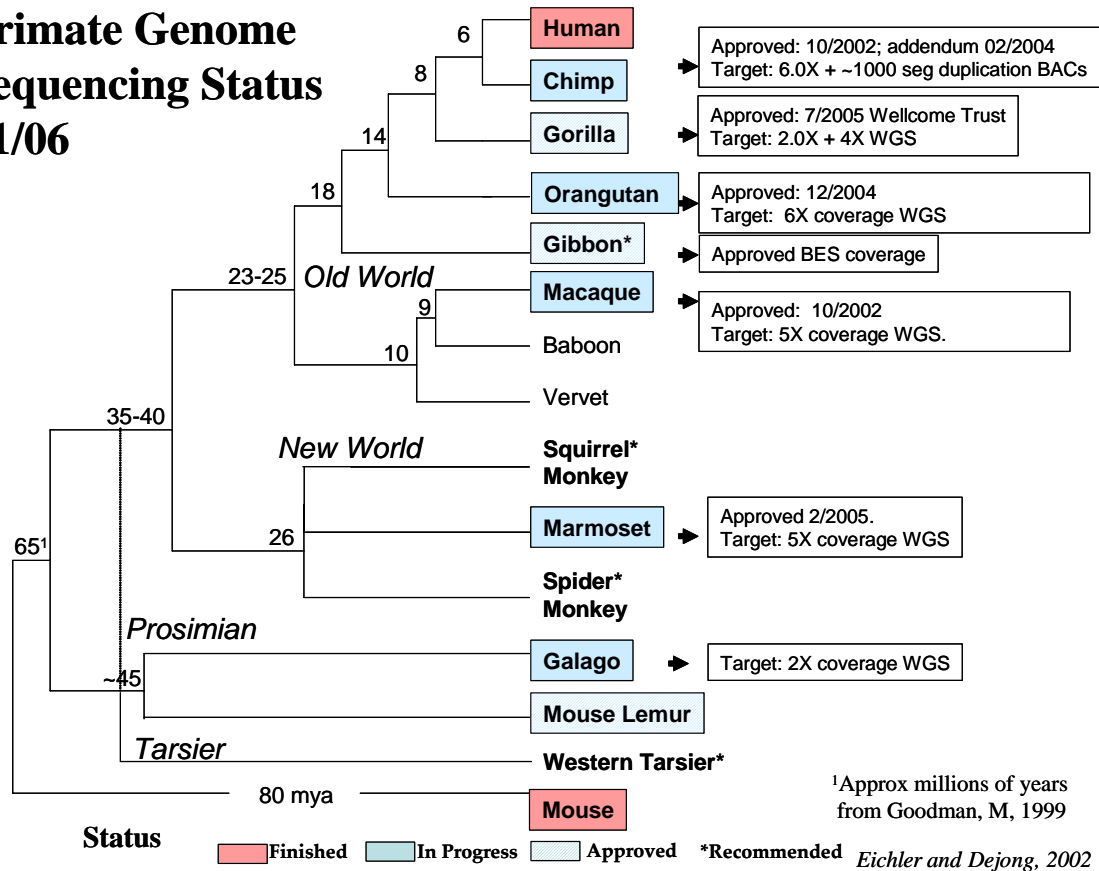 rimate Genome
equencing Status
1/06
6
Human
Approved: 10/2002; addendum 02/2004
Target: 6.0X + ~1000 seg duplication BACs
8
Chimp
14
Gorilla
Approved: 7/2005 Wellcome Trust
Target: 2.0X + 4X WGS
18
Orangutan
Approved: 12/2004
Target: 6X coverage WGS
Gibbon*
Approved BES coverage
23-25
Old World
Macaque
Approved: 10/2002
Target: 5X coverage WGS.
9
Baboon
10
Vervet
35-40
New World
Squirrel*
Monkey
26
Marmoset
Approved 2/2005.
Target: 5X coverage WGS
65¹
Spider*
Monkey
Prosimian
Galago
Target: 2X coverage WGS
~45
Mouse Lemur
Tarsier
Western Tarsier*
80 mya
Mouse
¹Approx millions of years
from Goodman, M, 1999
Status
Finished In Progress Approved *Recommended
Eichler and Dejong, 2002